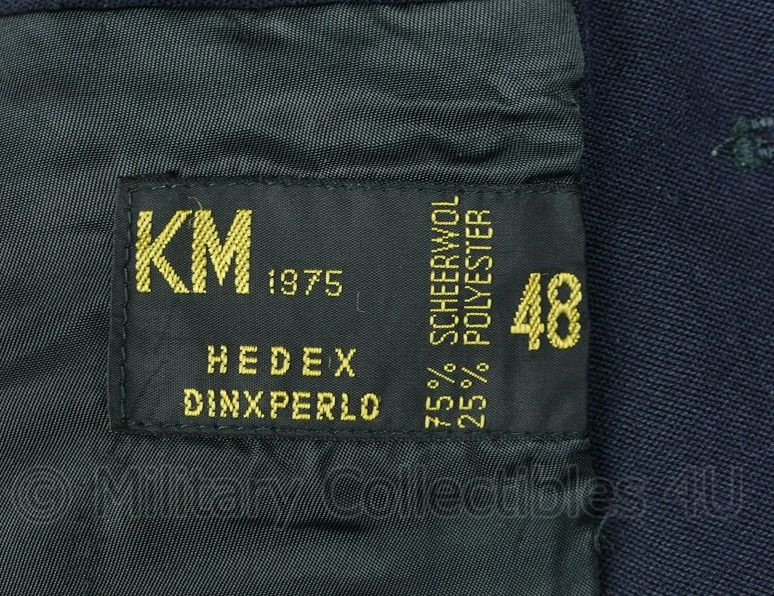 KM 1975
HEDEX
DINXPERLO
75% SCHEERWOL
25% POLYESTER
48
© Military Collectibles 4U